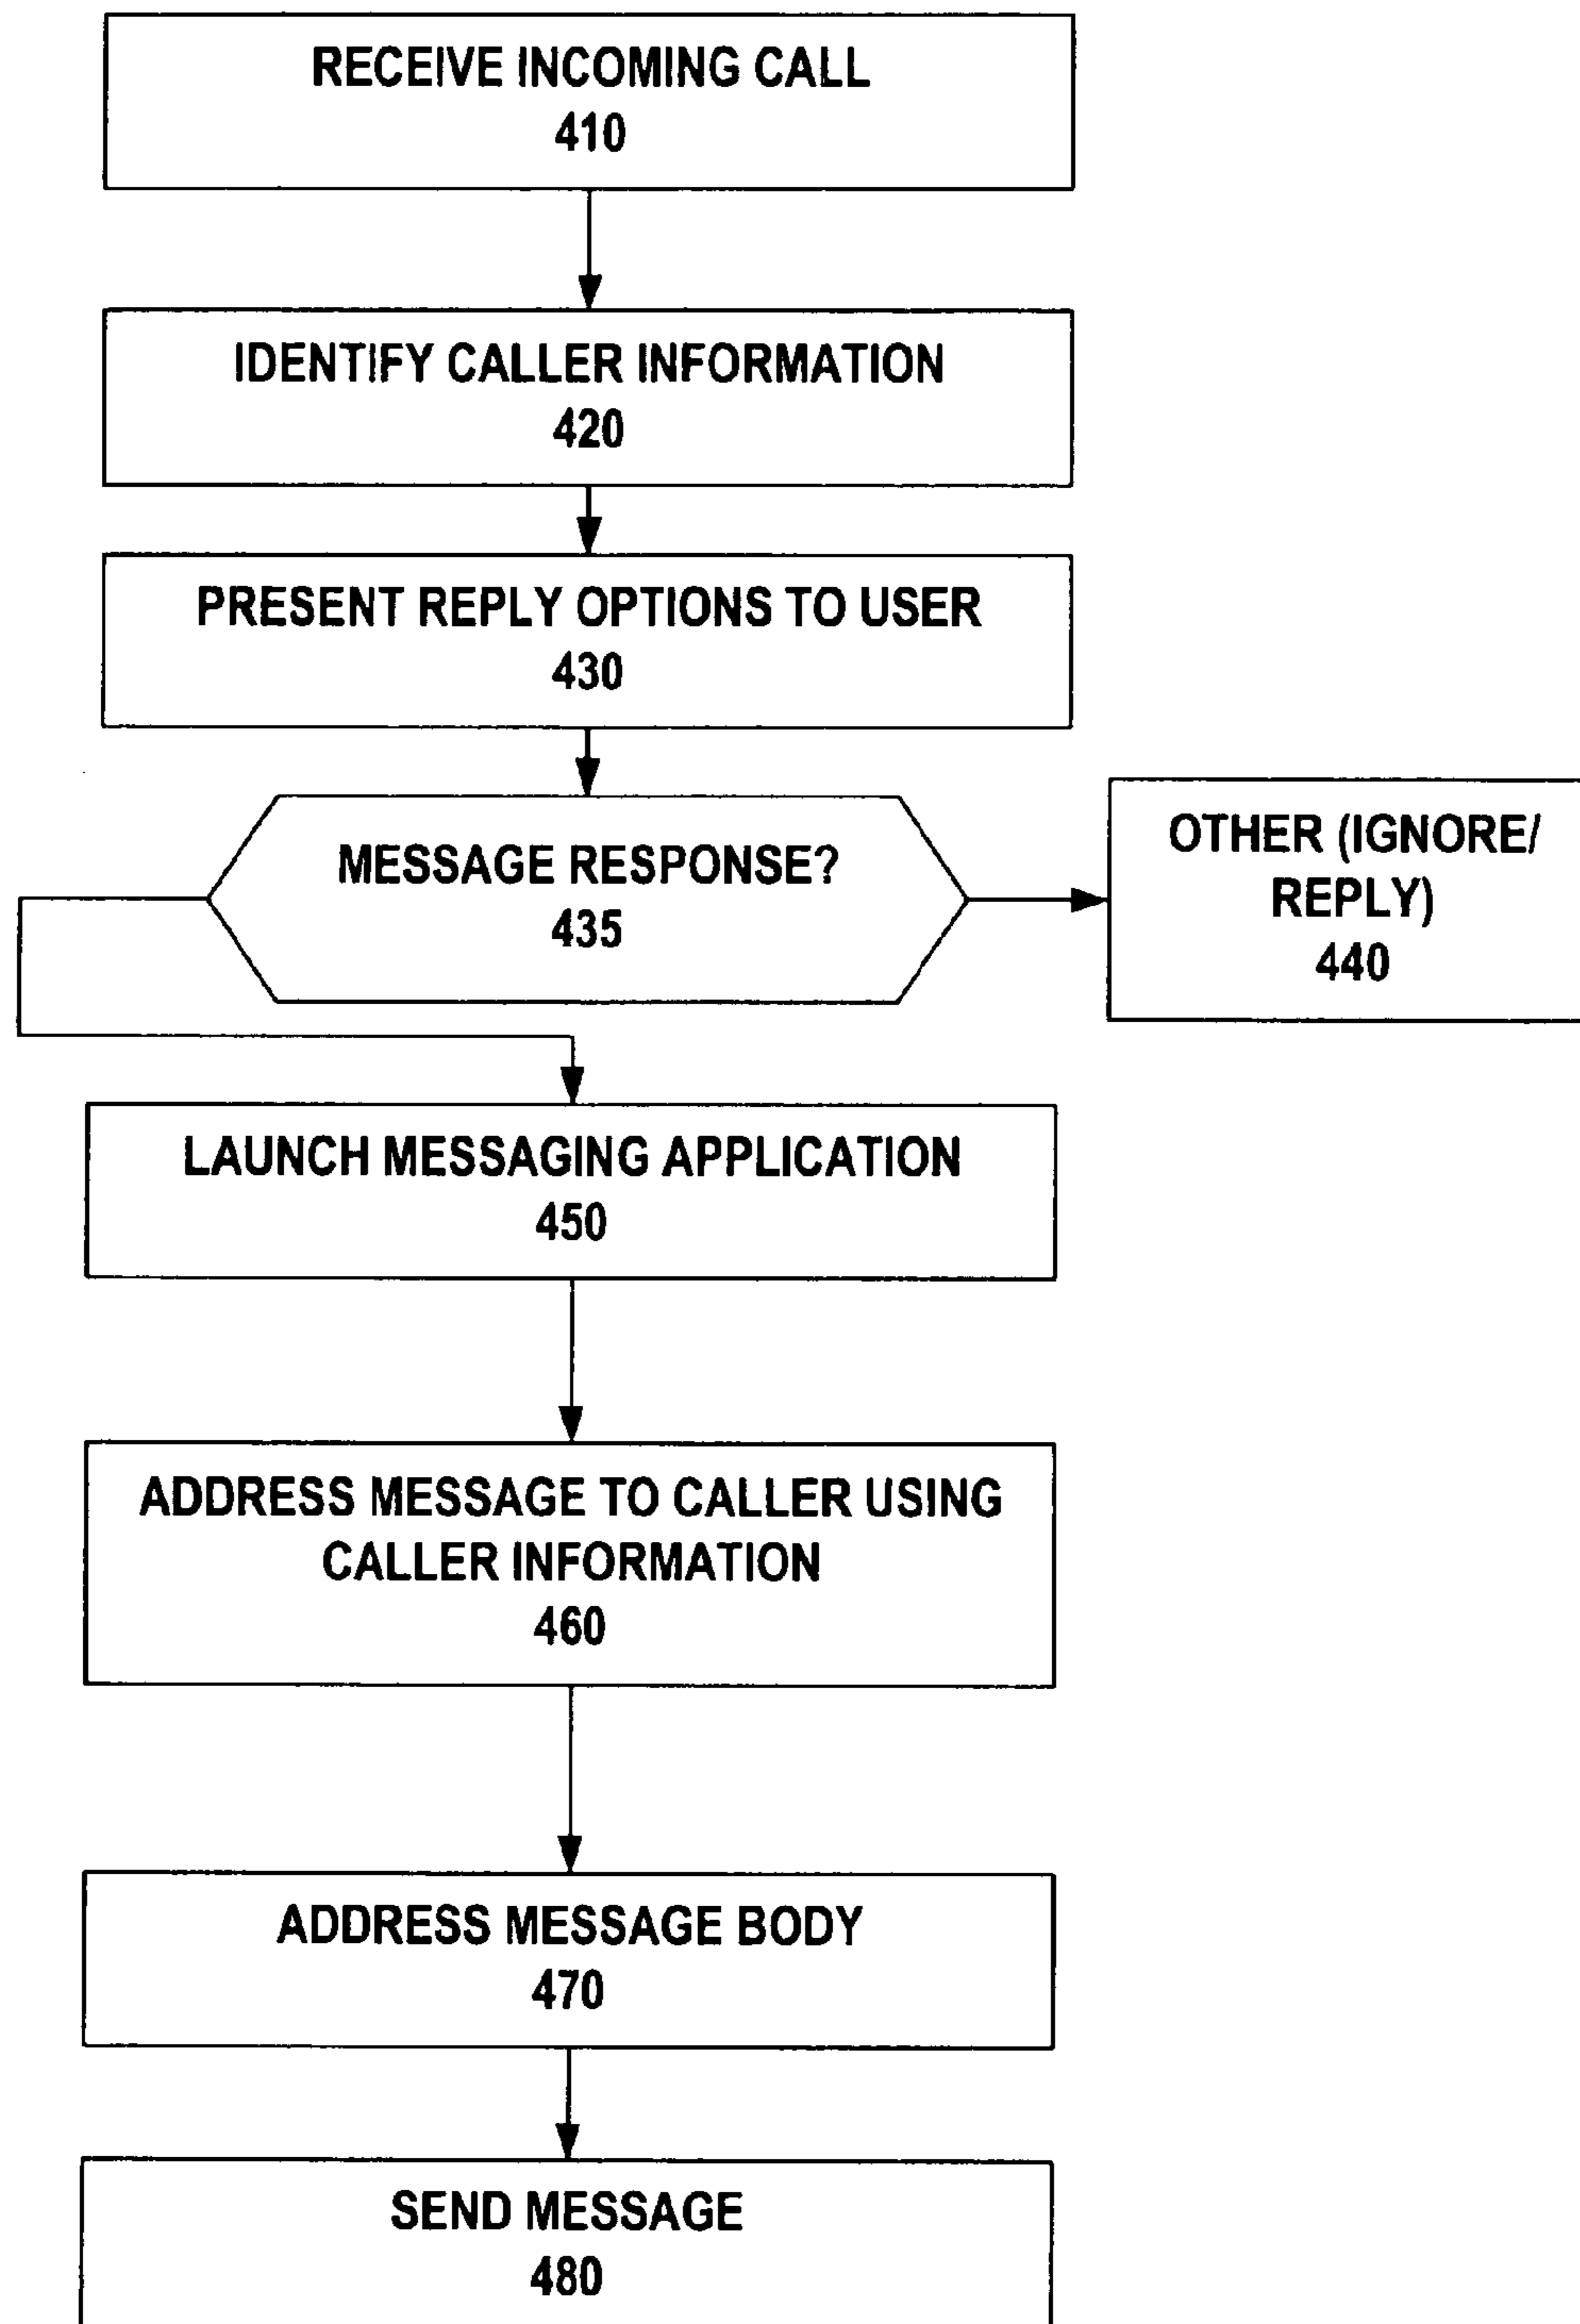 RECEIVE INCOMING CALL
410
IDENTIFY CALLER INFORMATION
420
PRESENT REPLY OPTIONS TO USER
430
MESSAGE RESPONSE?
435
OTHER (IGNORE/
REPLY)
440
LAUNCH MESSAGING APPLICATION
450
ADDRESS MESSAGE TO CALLER USING
CALLER INFORMATION
460
ADDRESS MESSAGE BODY
470
SEND MESSAGE
480